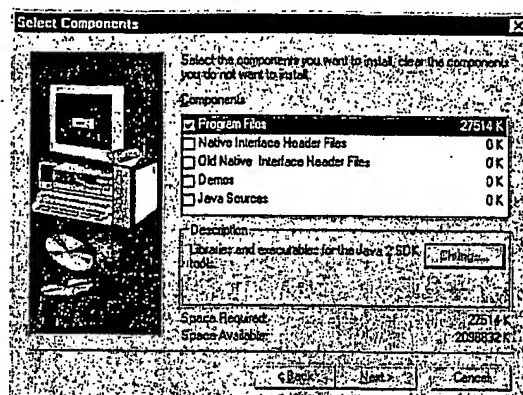 Select Components
Select the components you want to install, clear the components
you do not want to install.
Components
Program Files 27514 K
Native Interface Header Files 0 K
Old Native Interface Header Files 0 K
Demos 0 K
Java Sources 0 K
Description
Libraries and executables for the Java 2 SDK
tools
Change...
Space Required: 27514 K
Space Available: 2096832 K
< Back
Next >
Cancel